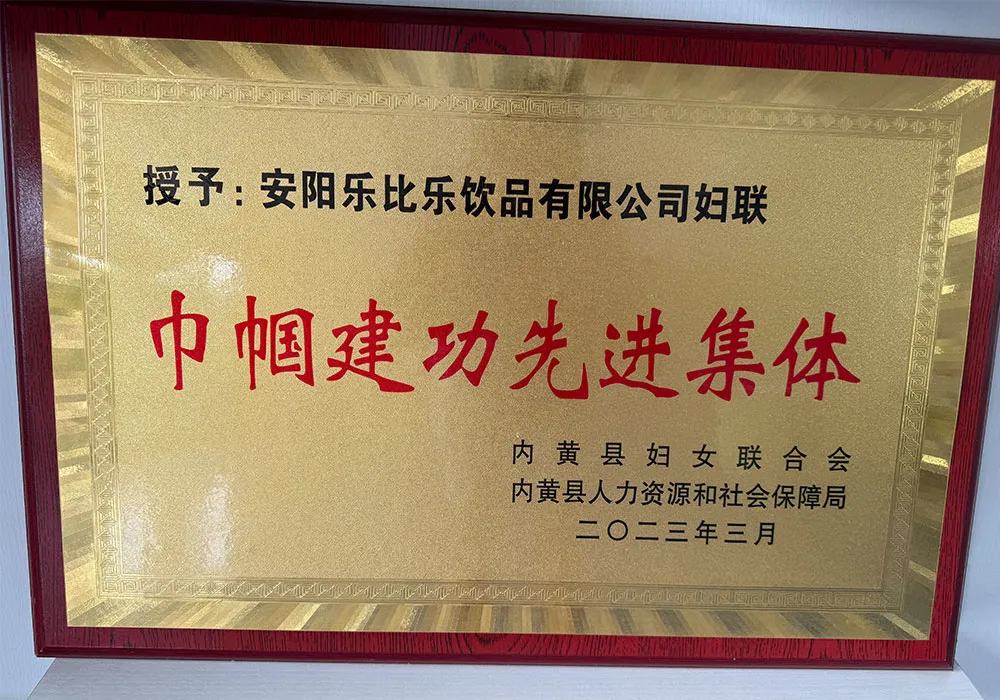 授予：安阳乐比乐饮品有限公司妇联
巾帼建功先进集体
内黄县妇女联合会
内黄县人力资源和社会保障局
二〇二三年三月